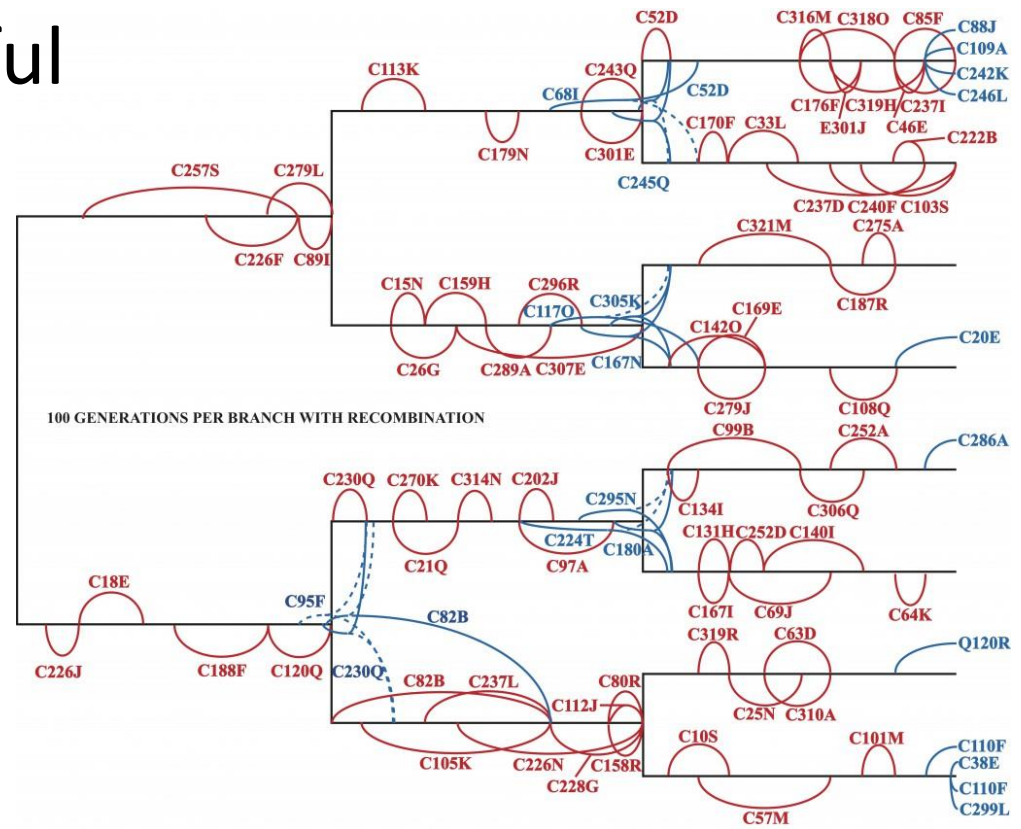 ful
C52D
C316M
C318O
C85F
C88J
C109A
C242K
C246L
C113K
C68I
C243Q
C52D
C176F
C319H
C237I
E301J
C46E
C179N
C301E
C170F
C33L
C222B
C245Q
C257S
C279L
C237D
C240F
C103S
C226F
C89I
C321M
C275A
C15N
C159H
C296R
C117O
C305K
C187R
C169E
C142O
C20E
C26G
C289A
C307E
C167N
C279J
C108Q
100 GENERATIONS PER BRANCH WITH RECOMBINATION
C99B
C252A
C286A
C230Q
C270K
C314N
C202J
C295N
C134I
C306Q
C224T
C180A
C131H
C252D
C140I
C21Q
C97A
C18E
C95F
C82B
C167I
C69J
C64K
C319R
C63D
Q120R
C226J
C188F
C120Q
C230Q
C82B
C237L
C80R
C112J
C25N
C310A
C105K
C226N
C158R
C228G
C10S
C101M
C110F
C38E
C110F
C299L
C57M